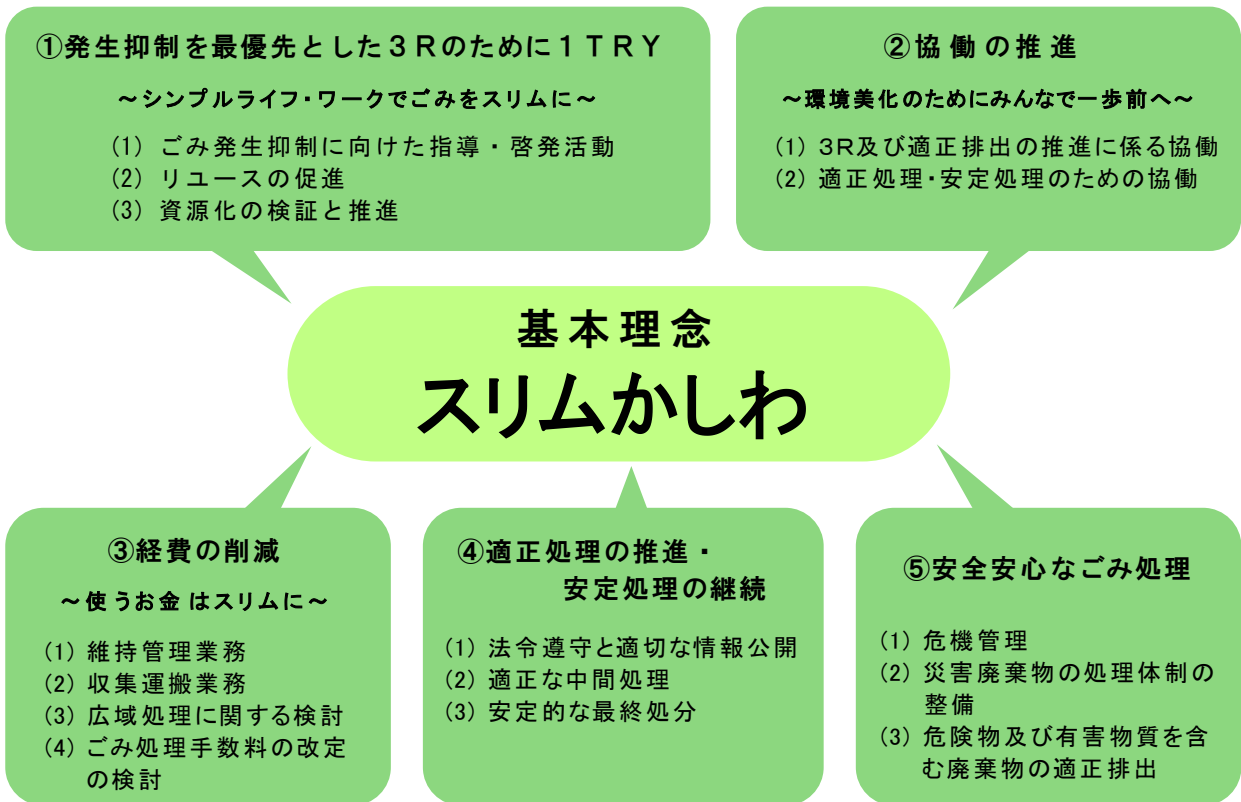 ①発生抑制を最優先とした３Ｒのために１ＴＲＹ
～シンプルライフ・ワークでごみをスリムに～
(1) ごみ発生抑制に向けた指導・啓発活動
(2) リユースの促進
(3) 資源化の検証と推進
②協働の推進
～環境美化のためにみんなで一歩前へ～
(1) 3R及び適正排出の推進に係る協働
(2) 適正処理・安定処理のための協働
基本理念
スリムかしわ
③経費の削減
～使うお金はスリムに～
(1) 維持管理業務
(2) 収集運搬業務
(3) 広域処理に関する検討
(4) ごみ処理手数料の改定
の検討
④適正処理の推進・
安定処理の継続
(1) 法令遵守と適切な情報公開
(2) 適正な中間処理
(3) 安定的な最終処分
⑤安全安心なごみ処理
(1) 危機管理
(2) 災害廃棄物の処理体制の
整備
(3) 危険物及び有害物質を含
む廃棄物の適正排出